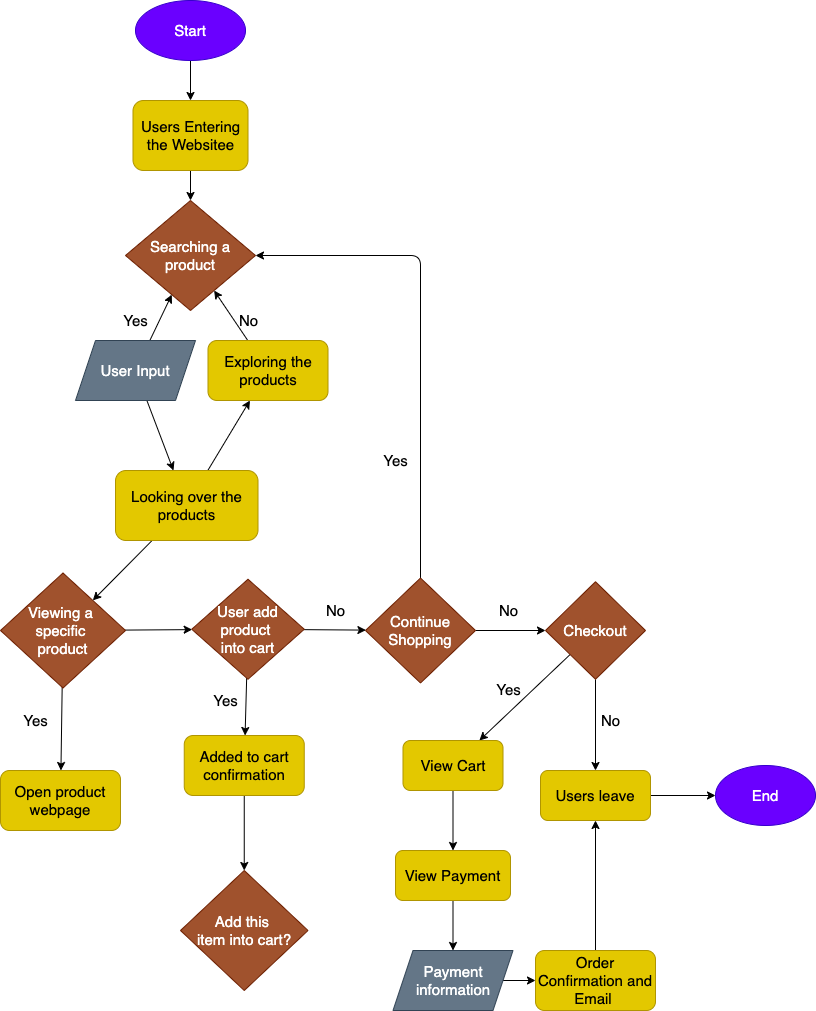 Start
Users Entering
the Websitee
Searching a
product
Yes
No
User Input
Exploring the
products
Yes
Looking over the
products
Viewing a
specific
product
User add
product
into cart
No
Continue
Shopping
No
Checkout
Yes
Yes
Yes
No
Open product
webpage
Added to cart
confirmation
View Cart
Users leave
End
View Payment
Add this
item into cart?
Payment
information
Order
Confirmation and
Email